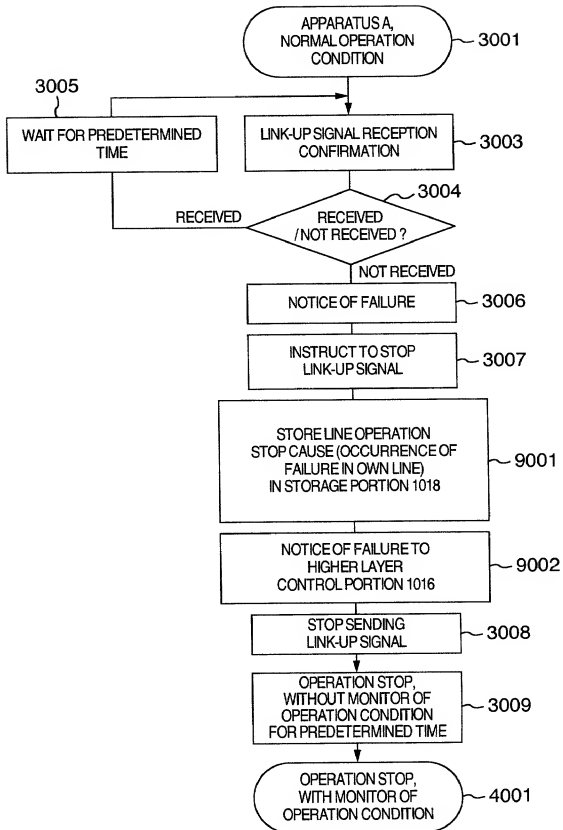 APPARATUS A,
NORMAL OPERATION
CONDITION
3001
3005
WAIT FOR PREDETERMINED
TIME
LINK-UP SIGNAL RECEPTION
CONFIRMATION
3003
3004
RECEIVED
RECEIVED
/NOT RECEIVED ?
NOT RECEIVED
NOTICE OF FAILURE
3006
INSTRUCT TO STOP
LINK-UP SIGNAL
3007
STORE LINE OPERATION
STOP CAUSE (OCCURRENCE OF
FAILURE IN OWN LINE)
IN STORAGE PORTION 1018
9001
NOTICE OF FAILURE TO
HIGHER LAYER
CONTROL PORTION 1016
9002
STOP SENDING
LINK-UP SIGNAL
3008
OPERATION STOP,
WITHOUT MONITOR OF
OPERATION CONDITION
FOR PREDETERMINED TIME
3009
OPERATION STOP,
WITH MONITOR OF
OPERATION CONDITION
4001